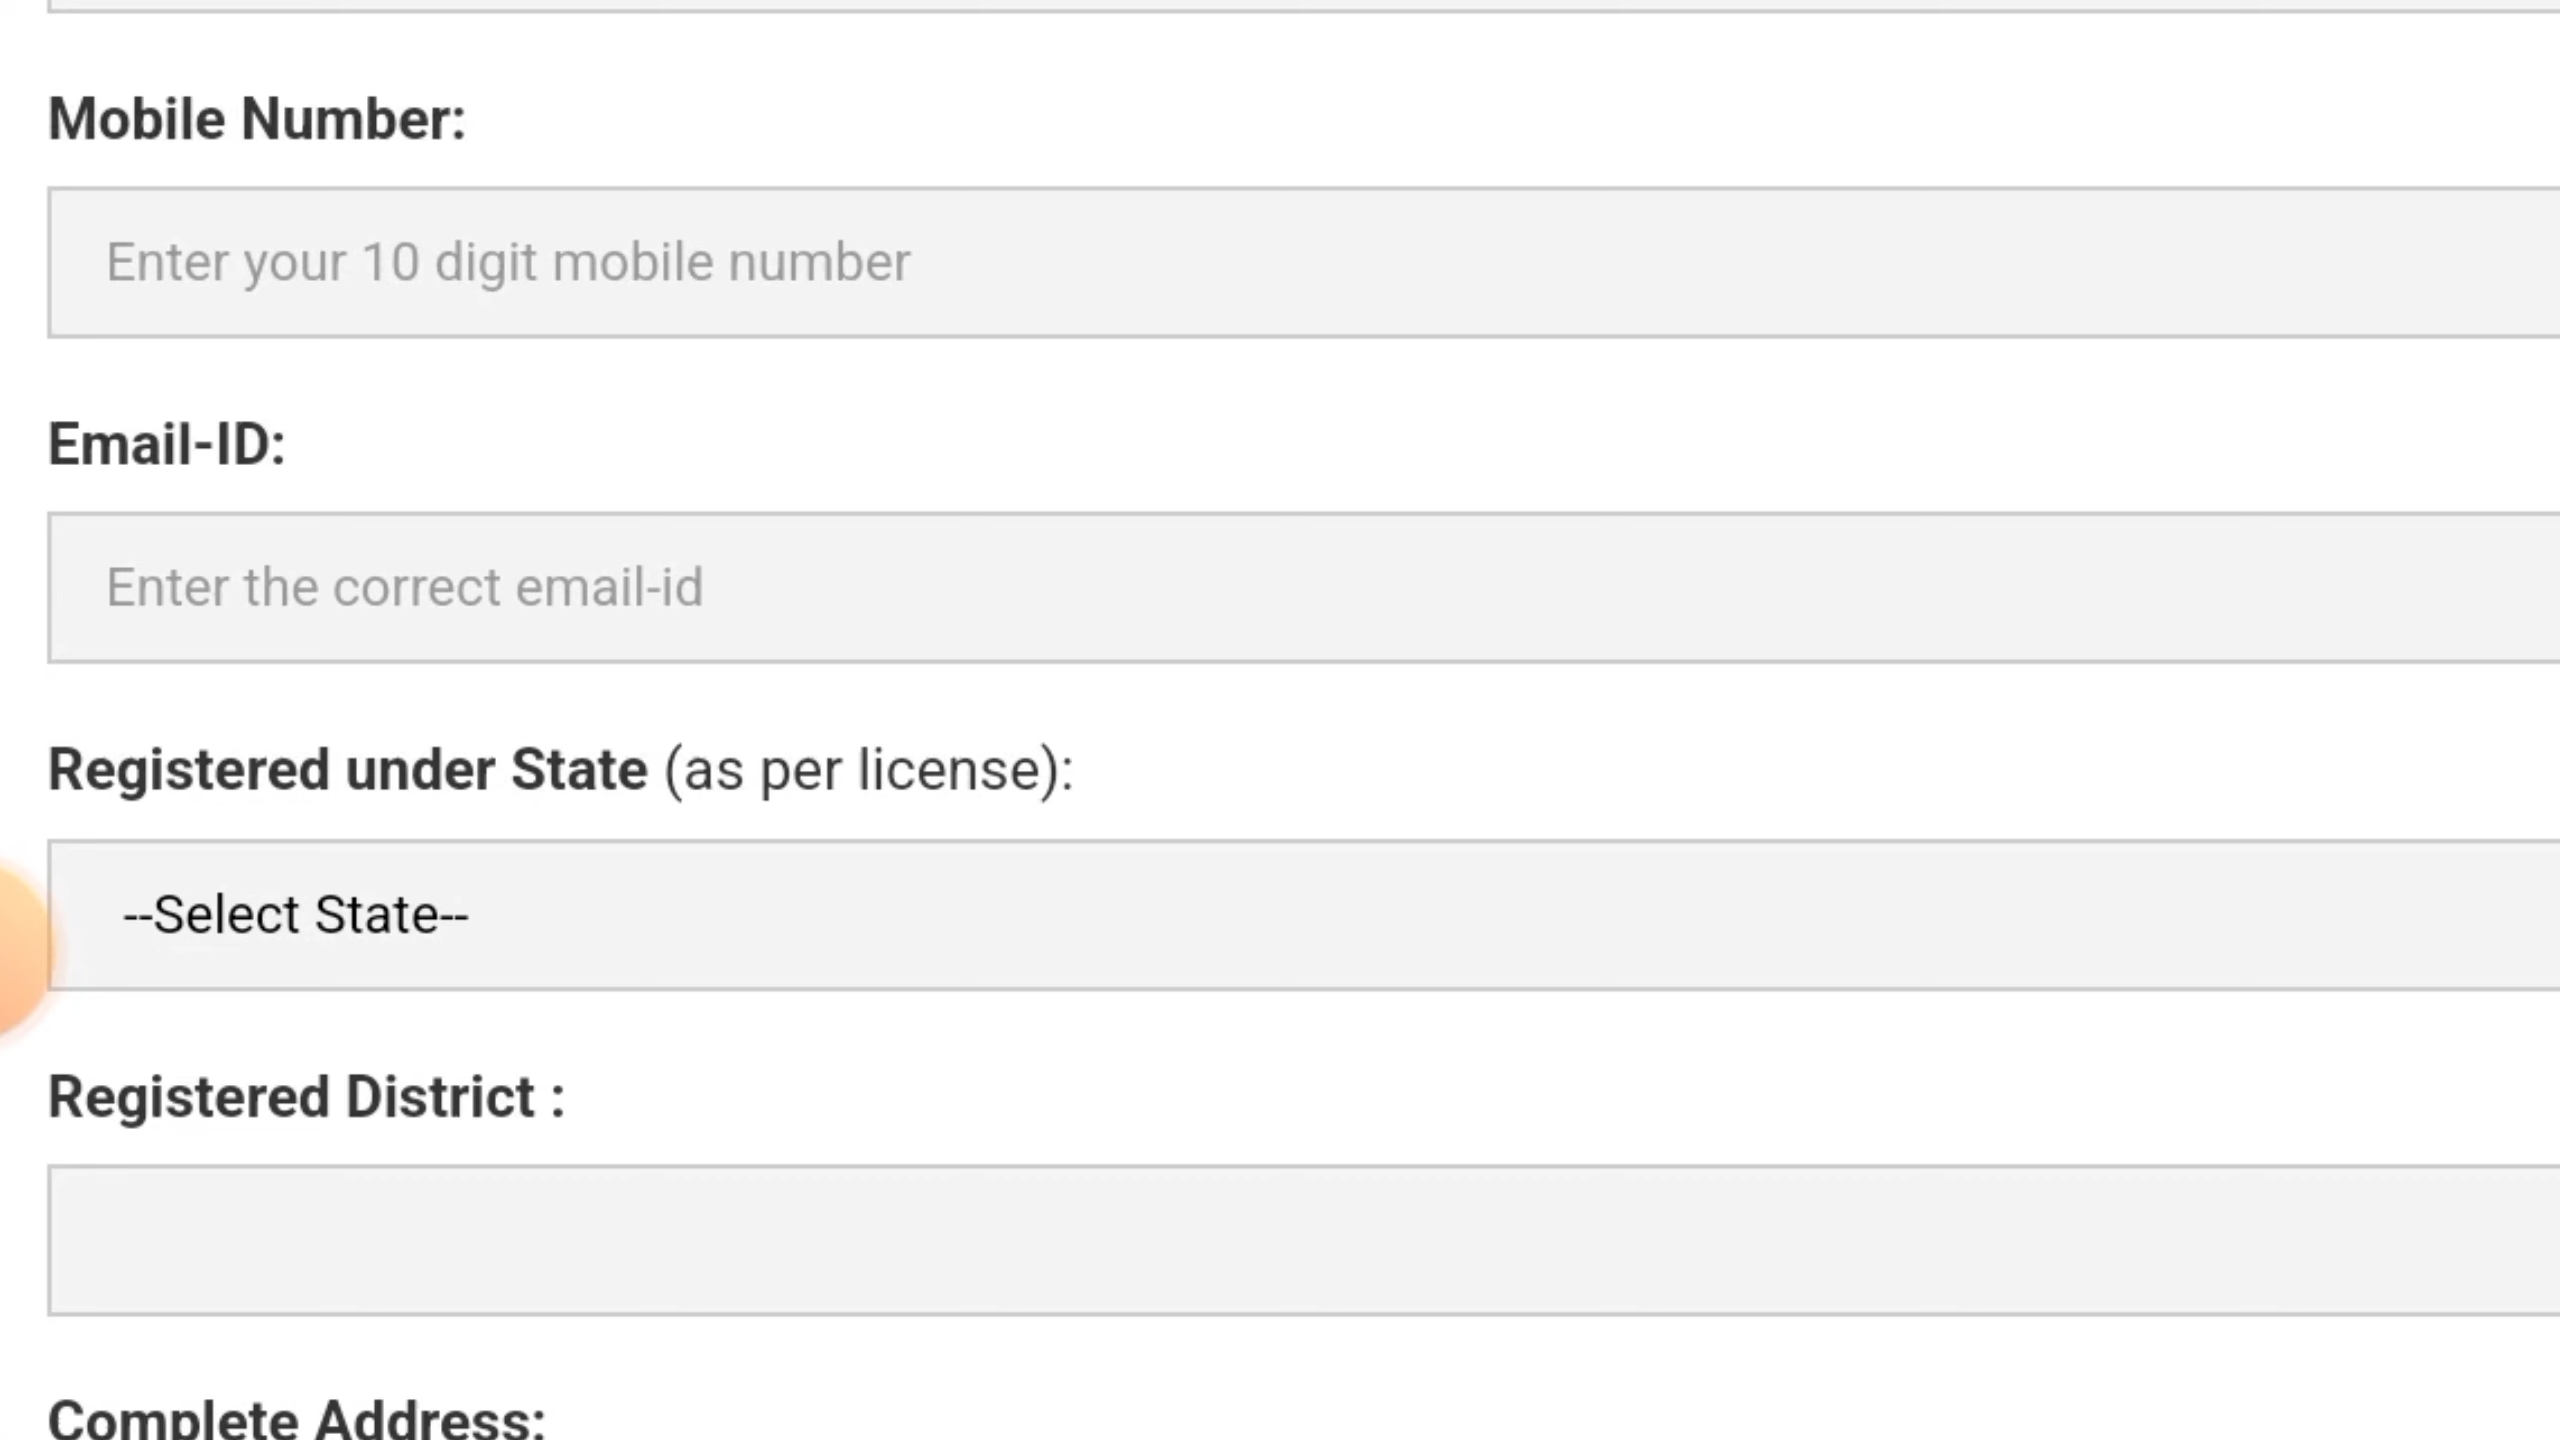 Mobile Number:
Enter your 10 digit mobile number
Email-ID:
Enter the correct email-id
Registered under State (as per license):
--Select State--
Registered District :
Complete Address: